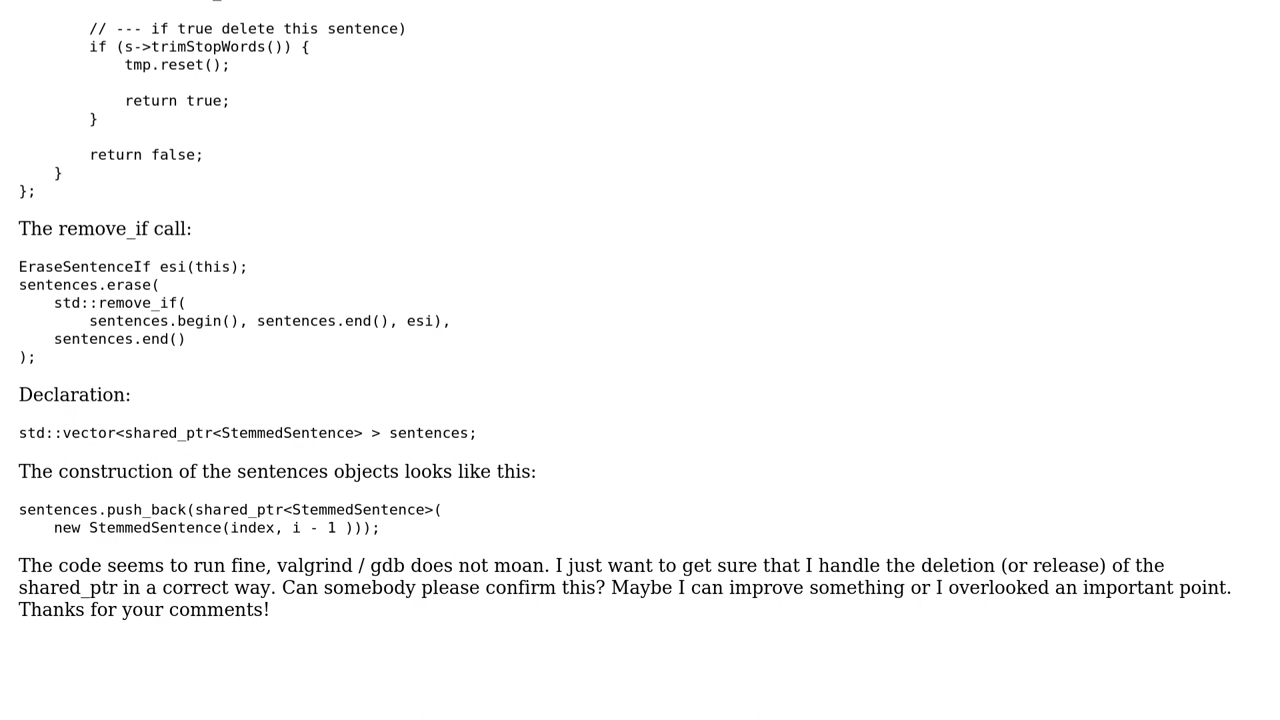 // --- if true delete this sentence)
if (s->trimStopWords()) {
tmp.reset();
return true;
}
return false;
}
};
The remove_if call:
EraseSentenceIf esi(this);
sentences.erase(
std::remove_if(
sentences.begin(), sentences.end(), esi),
sentences.end()
);
Declaration:
std::vector<shared_ptr<StemmedSentence> > sentences;
The construction of the sentences objects looks like this:
sentences.push_back(shared_ptr<StemmedSentence>(
new StemmedSentence(index, i - 1 )));
The code seems to run fine, valgrind / gdb does not moan. I just want to get sure that I handle the deletion (or release) of the
shared_ptr in a correct way. Can somebody please confirm this? Maybe I can improve something or I overlooked an important point.
Thanks for your comments!